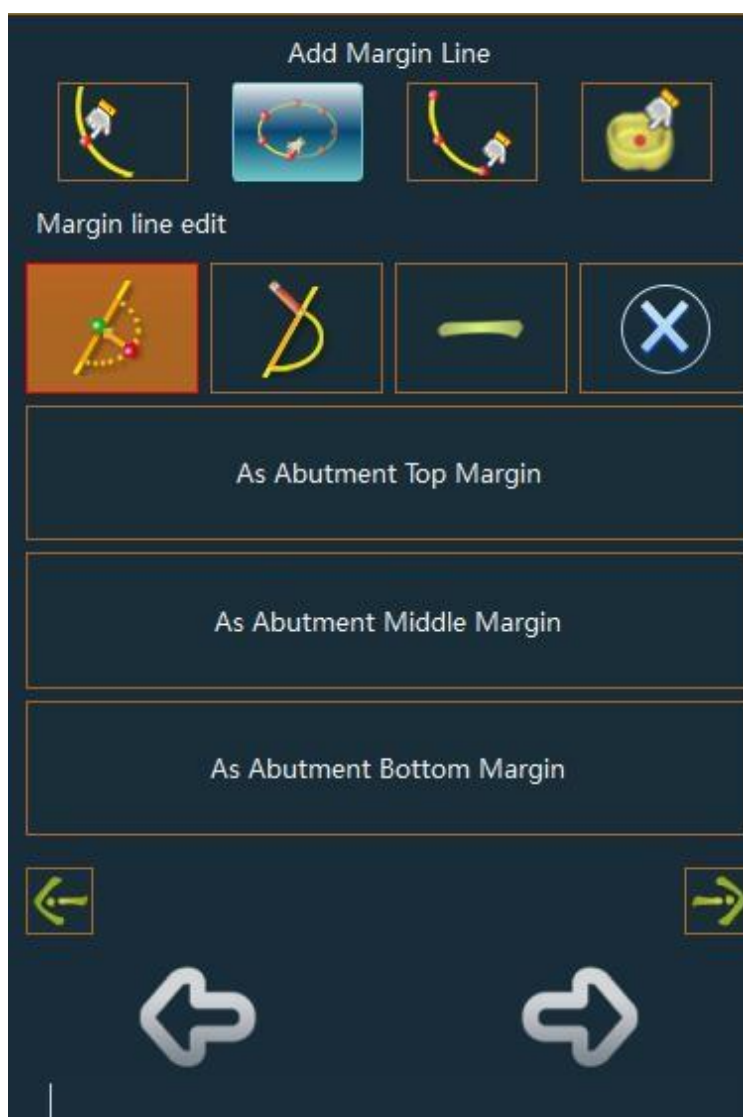 Add Margin Line
Margin line edit
As Abutment Top Margin
As Abutment Middle Margin
As Abutment Bottom Margin